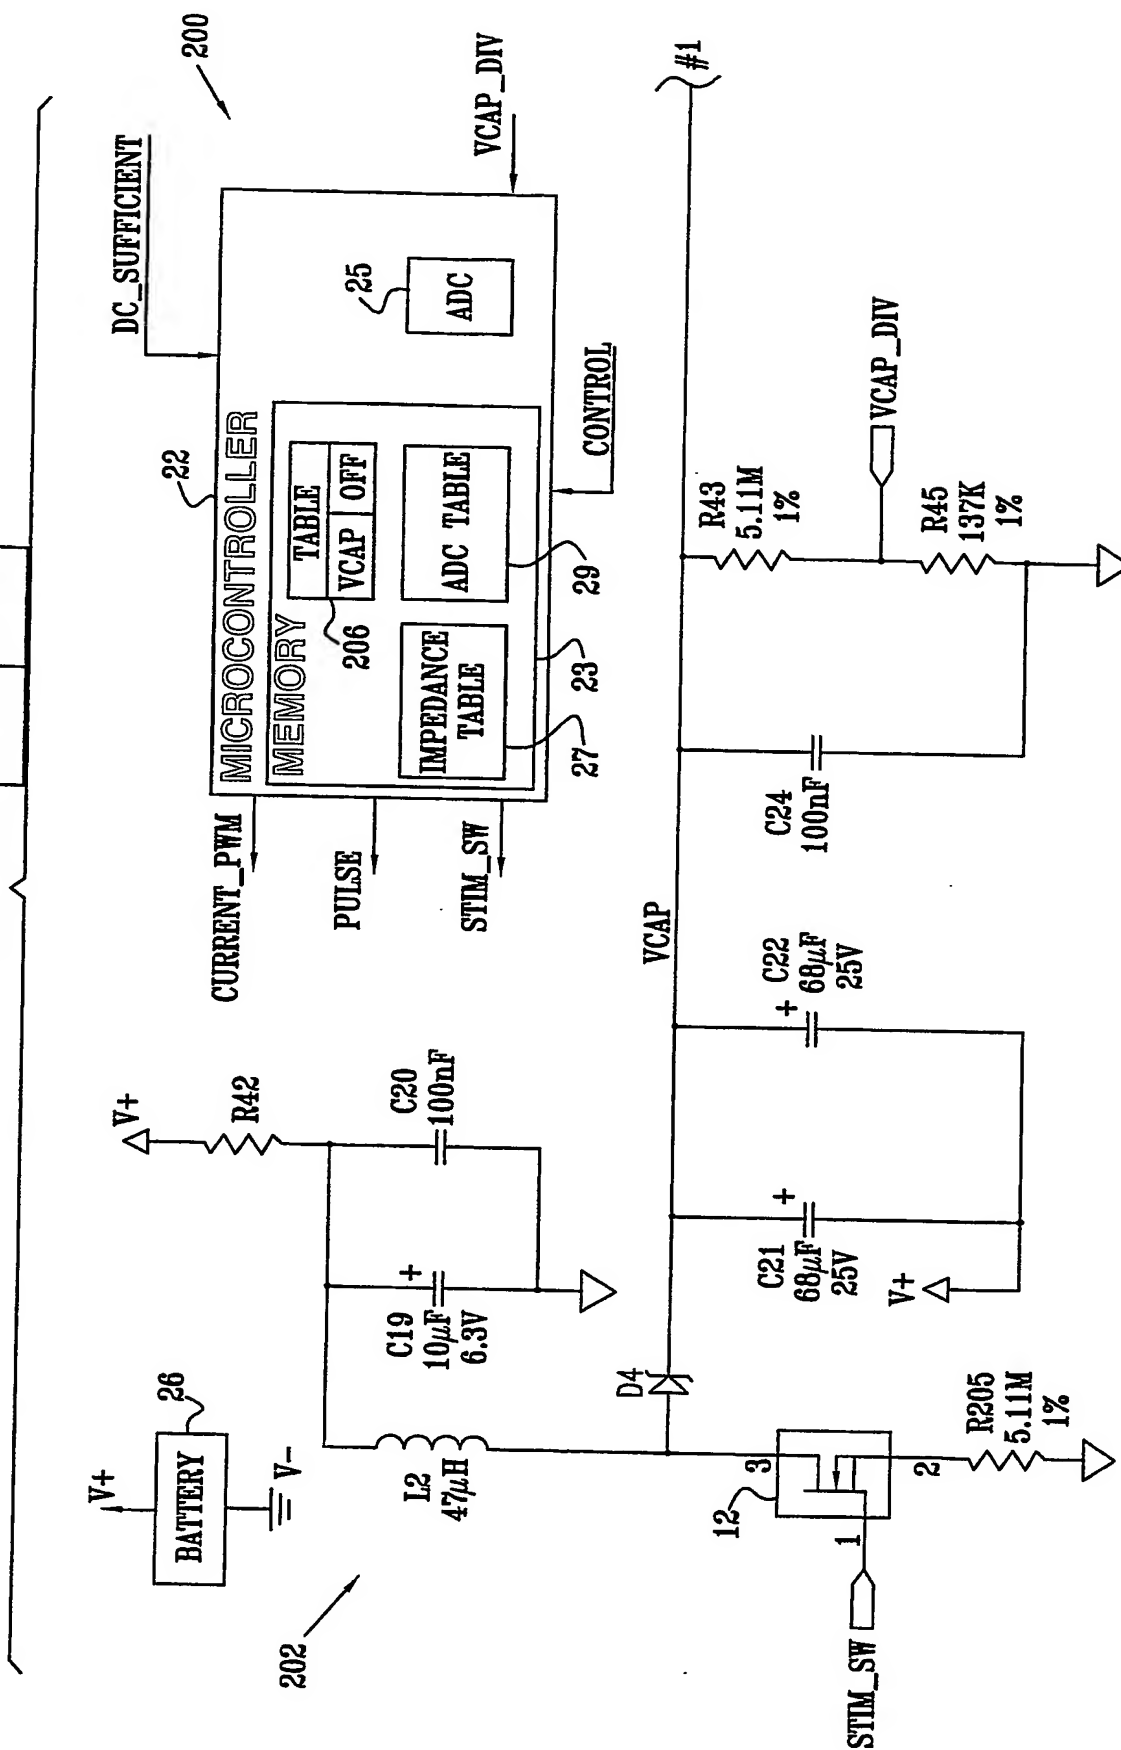 200
DC_SUFFICIENT
VCAP_DIV
22
MICROCONTROLLER
MEMORY
TABLE
VCAP
OFF
206
IMPEDANCE
TABLE
27
ADC TABLE
29
23
25
ADC
CONTROL
CURRENT_PWM
PULSE
STIM_SW
V+
BATTERY
26
V-
202
V+
R42
C19
10μF
6.3V
+
C20
100nF
L2
47μH
D4
12
3
1
2
STIM_SW
R205
5.11M
1%
VCAP
C21
68μF
25V
+
V+
C22
68μF
25V
+
C24
100nF
R43
5.11M
1%
VCAP_DIV
R45
137K
1%
#1